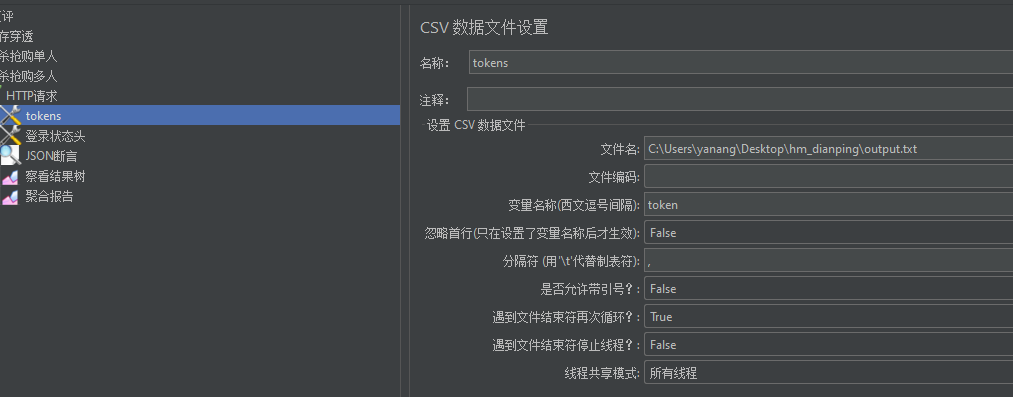 评
存穿透
杀抢购单人
杀抢购多人
HTTP请求
tokens
登录状态头
JSON断言
察看结果树
聚合报告
CSV 数据文件设置
名称： tokens
注释：
设置 CSV 数据文件
文件名: C:\Users\yanang\Desktop\hm_dianping\output.txt
文件编码:
变量名称(西文逗号间隔): token
忽略首行(只在设置了变量名称后才生效): False
分隔符 (用'\t'代替制表符): ,
是否允许带引号？: False
遇到文件结束符再次循环？: True
遇到文件结束符停止线程？: False
线程共享模式: 所有线程